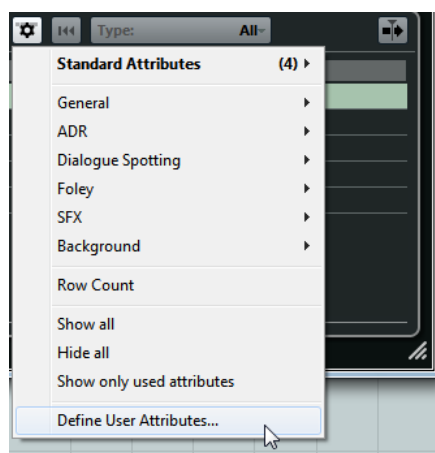 Type: All
Standard Attributes (4)
General
ADR
Dialogue Spotting
Foley
SFX
Background
Row Count
Show all
Hide all
Show only used attributes
Define User Attributes...